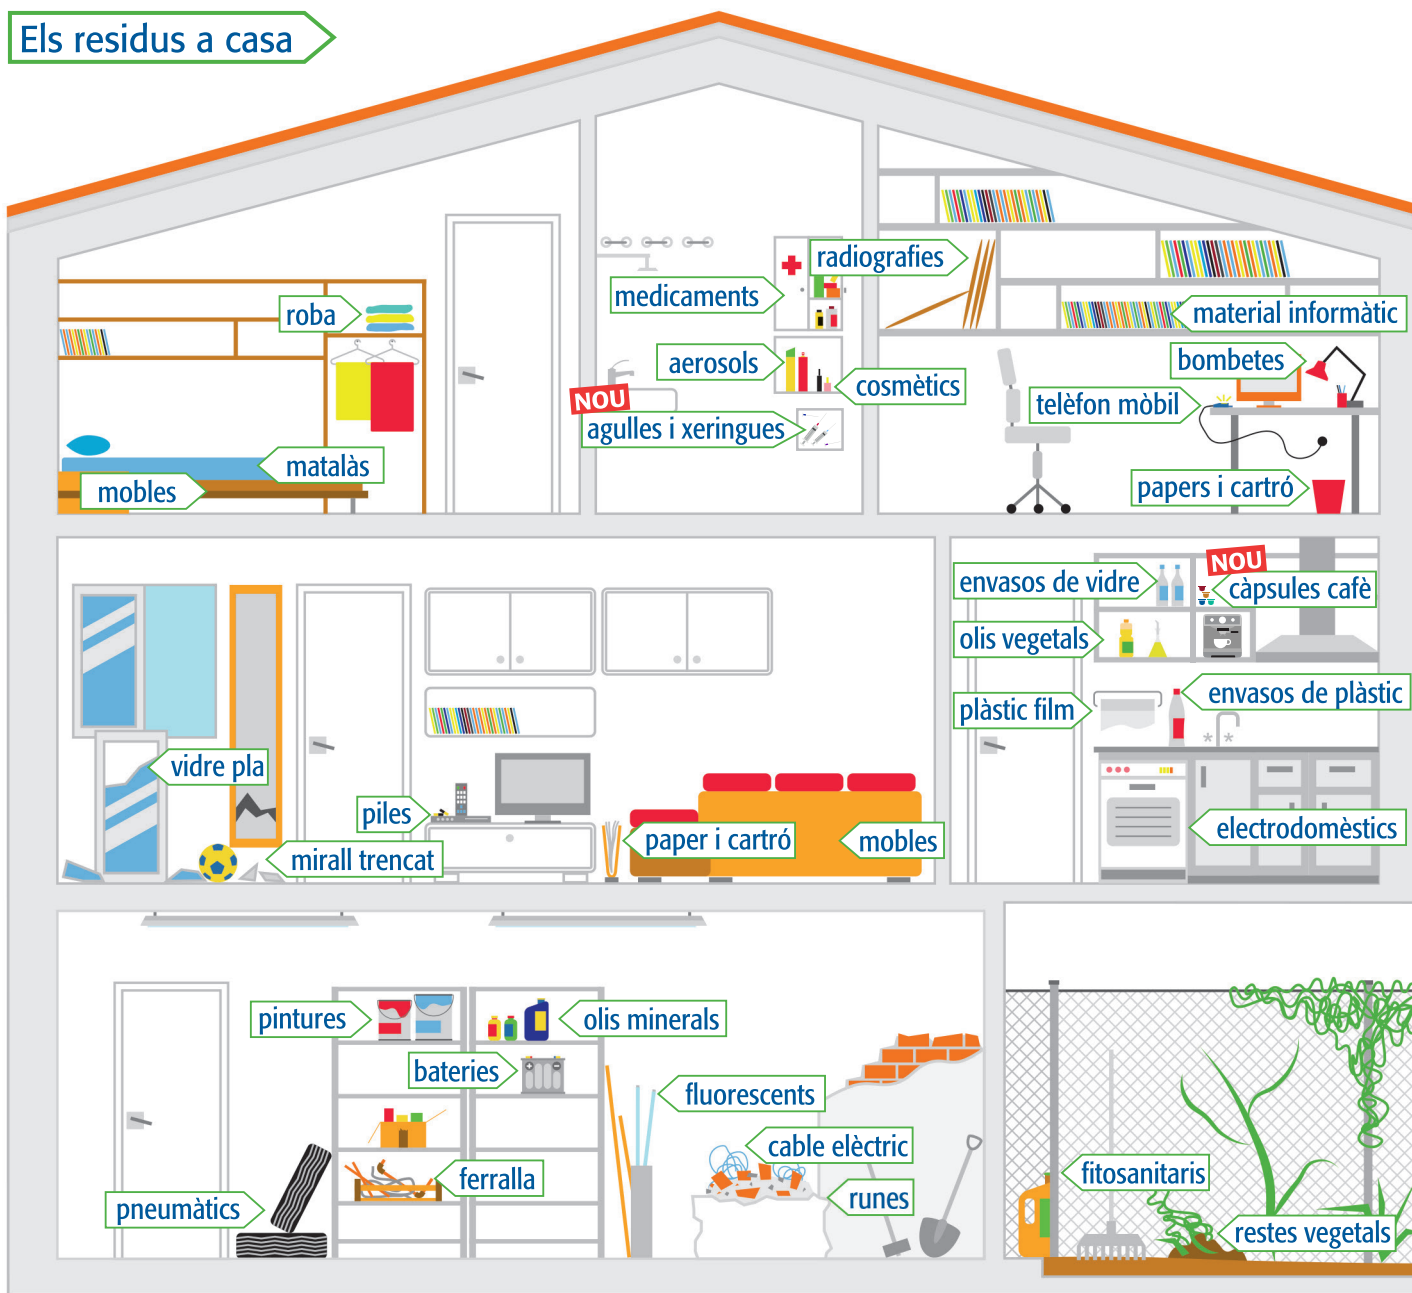 Els residus a casa
roba
matalàs
mobles
medicaments
aerosols
cosmètics
NOU
agulles i xeringues
radiografies
material informàtic
bombetes
telèfon mòbil
papers i cartró
vidre pla
mirall trencat
piles
paper i cartró
mobles
envasos de vidre
NOU
càpsules cafè
olis vegetals
plàstic film
envasos de plàstic
electrodomèstics
pintures
olis minerals
bateries
ferralla
pneumàtics
fluorescents
cable elèctric
runes
fitosanitaris
restes vegetals